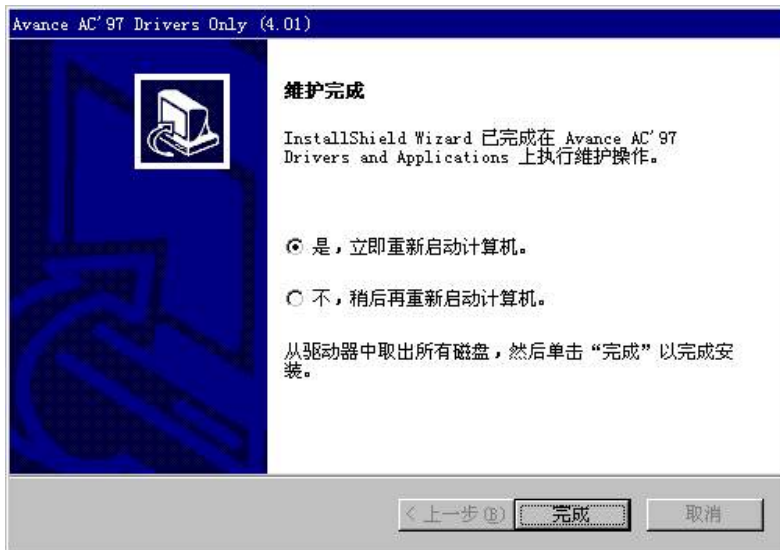 Avance AC'97 Drivers Only (4.01)
维护完成
InstallShield Wizard 已完成在 Avance AC'97
Drivers and Applications 上执行维护操作。
是，立即重新启动计算机。
不，稍后再重新启动计算机。
从驱动器中取出所有磁盘，然后单击“完成”以完成安
装。
< 上一步(B)
完成
取消